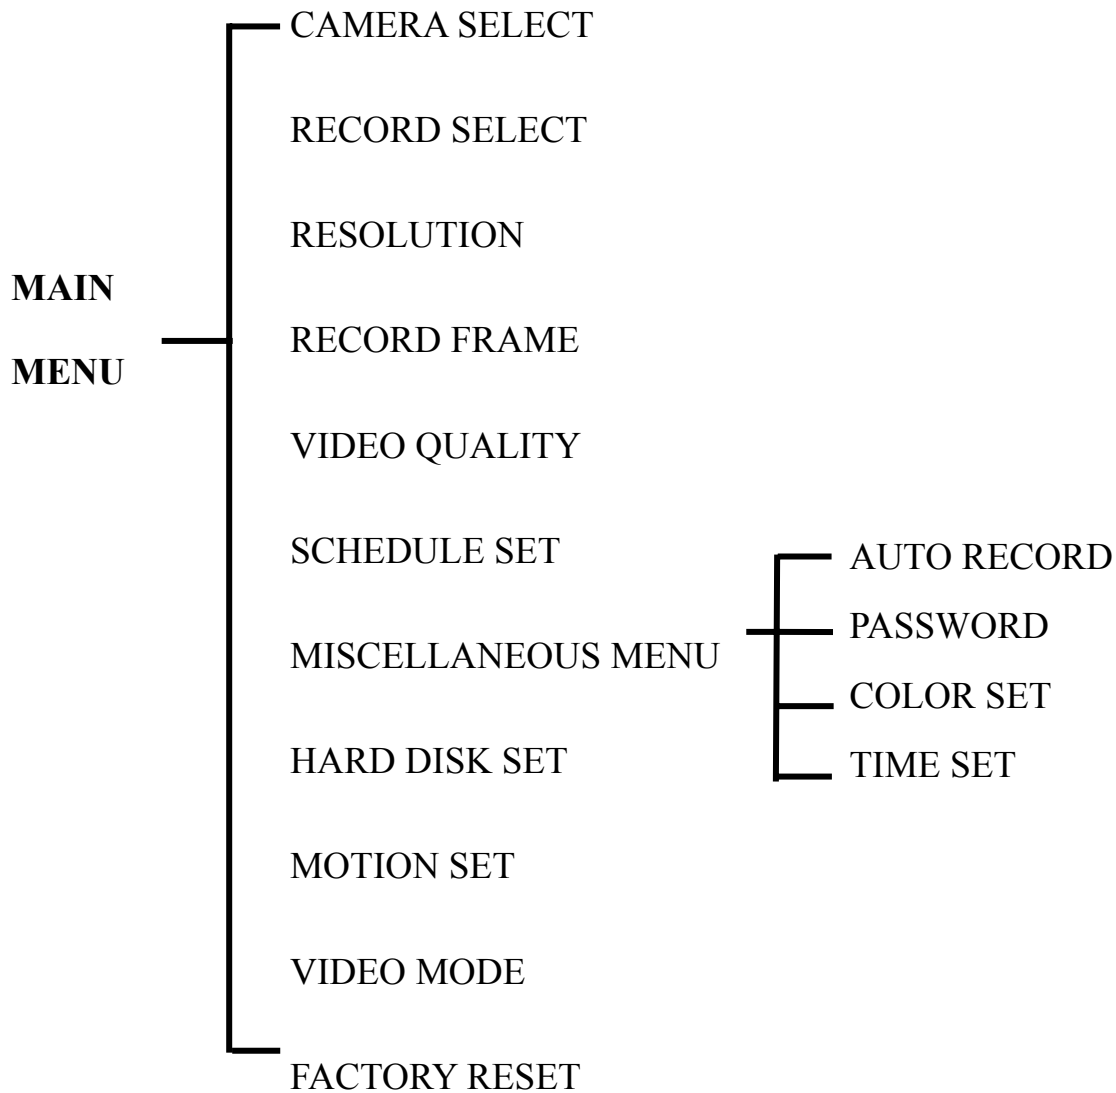 MAIN
MENU
CAMERA SELECT
RECORD SELECT
RESOLUTION
RECORD FRAME
VIDEO QUALITY
SCHEDULE SET
MISCELLANEOUS MENU
AUTO RECORD
PASSWORD
COLOR SET
TIME SET
HARD DISK SET
MOTION SET
VIDEO MODE
FACTORY RESET